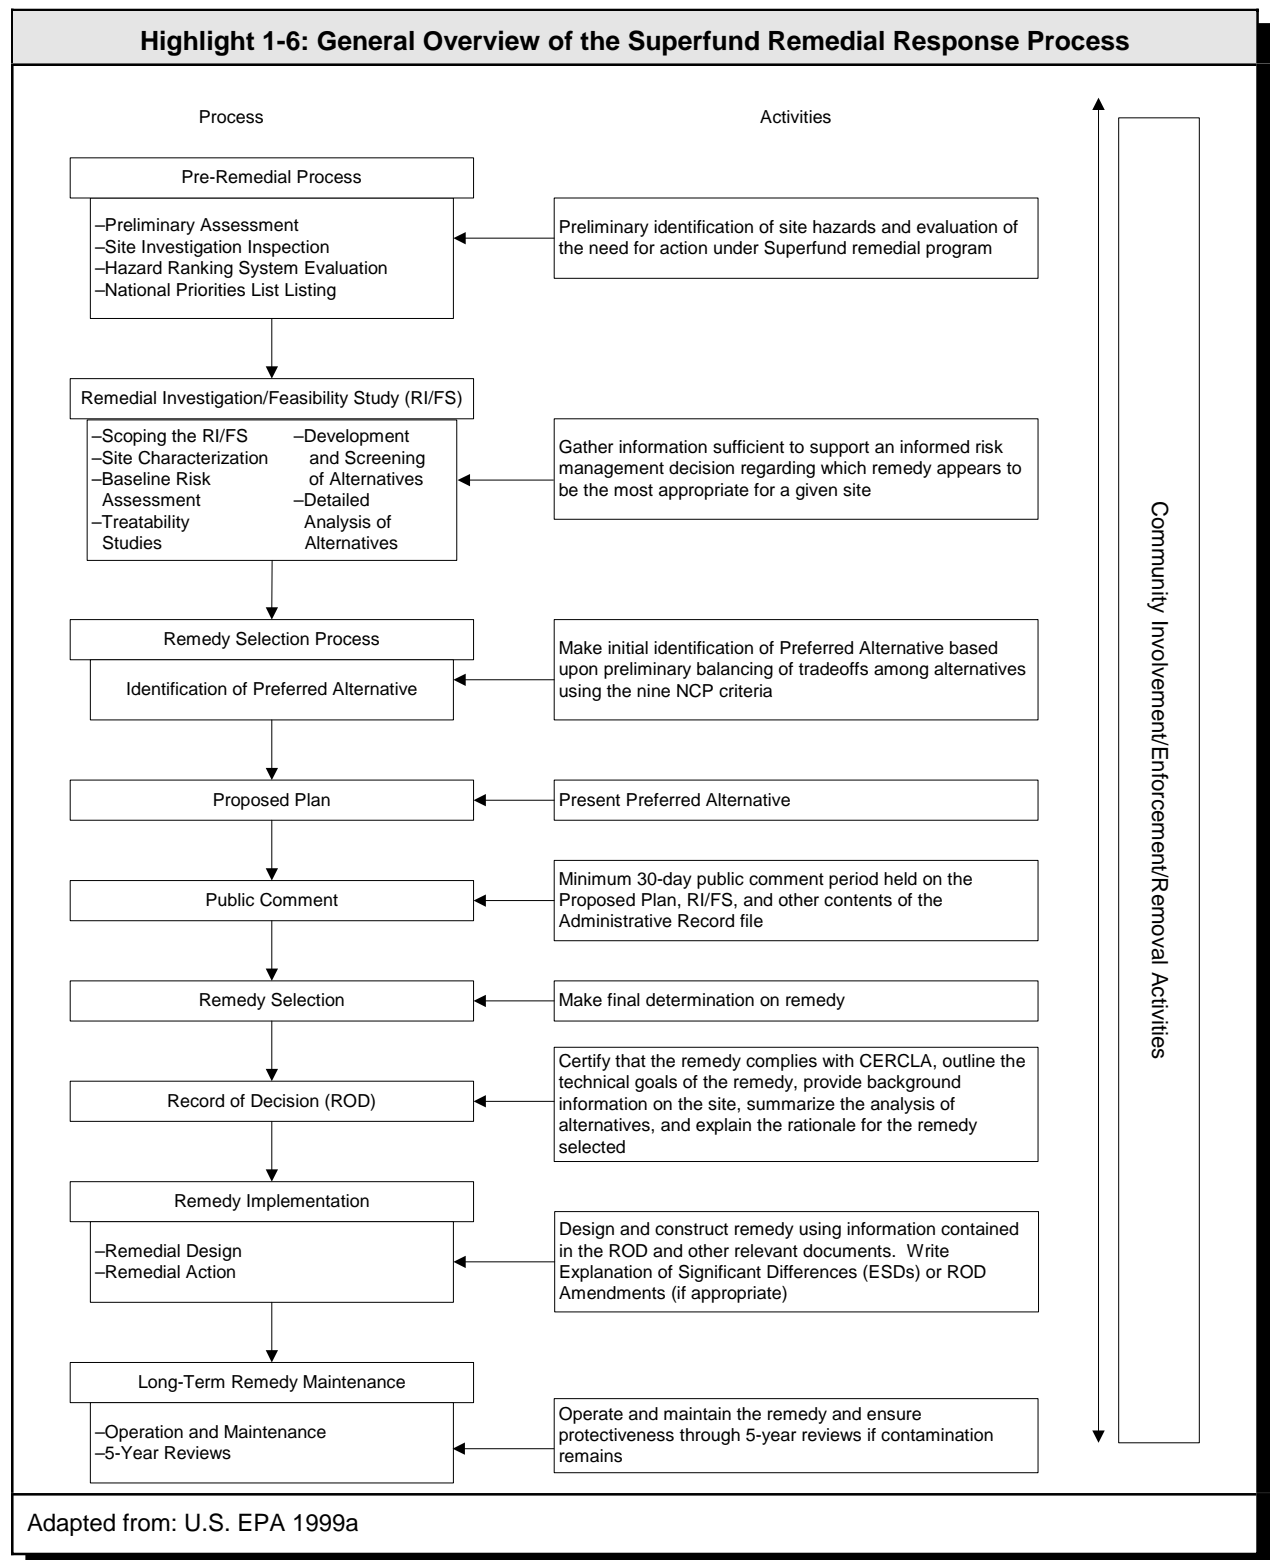 Highlight 1-6: General Overview of the Superfund Remedial Response Process
Process
Activities
Pre-Remedial Process
–Preliminary Assessment
–Site Investigation Inspection
–Hazard Ranking System Evaluation
–National Priorities List Listing
Preliminary identification of site hazards and evaluation of
the need for action under Superfund remedial program
Remedial Investigation/Feasibility Study (RI/FS)
–Scoping the RI/FS
–Site Characterization
–Baseline Risk
Assessment
–Treatability
Studies
–Development
and Screening
of Alternatives
–Detailed
Analysis of
Alternatives
Gather information sufficient to support an informed risk
management decision regarding which remedy appears to
be the most appropriate for a given site
Remedy Selection Process
Identification of Preferred Alternative
Make initial identification of Preferred Alternative based
upon preliminary balancing of tradeoffs among alternatives
using the nine NCP criteria
Proposed Plan
Present Preferred Alternative
Public Comment
Minimum 30-day public comment period held on the
Proposed Plan, RI/FS, and other contents of the
Administrative Record file
Remedy Selection
Make final determination on remedy
Record of Decision (ROD)
Certify that the remedy complies with CERCLA, outline the
technical goals of the remedy, provide background
information on the site, summarize the analysis of
alternatives, and explain the rationale for the remedy
selected
Remedy Implementation
–Remedial Design
–Remedial Action
Design and construct remedy using information contained
in the ROD and other relevant documents.  Write
Explanation of Significant Differences (ESDs) or ROD
Amendments (if appropriate)
Long-Term Remedy Maintenance
–Operation and Maintenance
–5-Year Reviews
Operate and maintain the remedy and ensure
protectiveness through 5-year reviews if contamination
remains
Community Involvement/Enforcement/Removal Activities
Adapted from: U.S. EPA 1999a